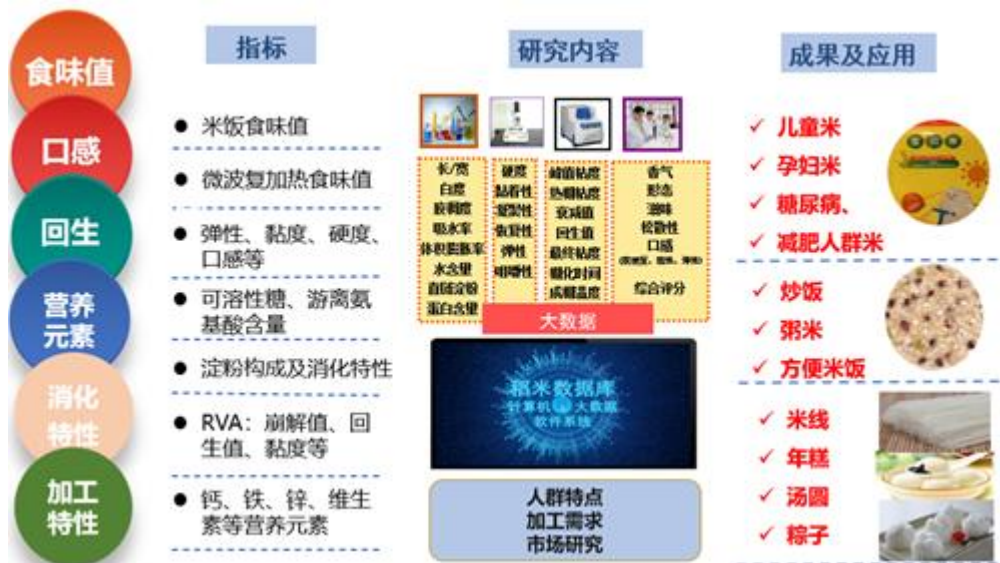 食味值
口感
回生
营养
元素
消化
特性
加工
特性
指标
● 米饭食味值
● 微波复加热食味值
● 弹性、黏度、硬度、
口感等
● 可溶性糖、游离氨
基酸含量
● 淀粉构成及消化特性
● RVA：崩解值、回
生值、黏度等
● 钙、铁、锌、维生
素等营养元素
研究内容
长/宽
白度
胶稠度
吸水率
体积膨胀率
水含量
直链淀粉
蛋白含量
硬度
黏着性
凝聚性
恢复性
弹性
咀嚼性
峰值粘度
热糊粘度
衰减值
回生值
最终粘度
糊化时间
成糊温度
香气
形态
滋味
松散性
口感
综合评分
大数据
稻米数据库
计算机 大数据
软件系统
人群特点
加工需求
市场研究
成果及应用
✓ 儿童米
✓ 孕妇米
✓ 糖尿病、
✓ 减肥人群米
✓ 炒饭
✓ 粥米
✓ 方便米饭
✓ 米线
✓ 年糕
✓ 汤圆
✓ 粽子